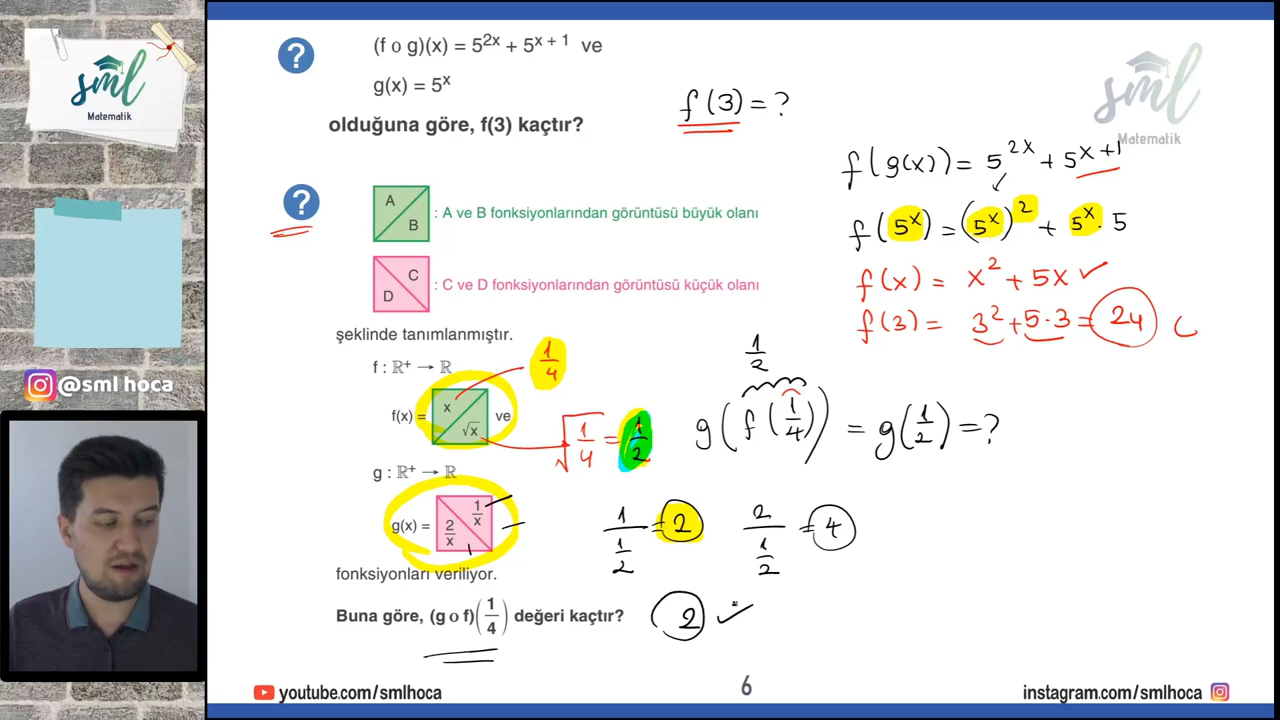 sml
Matematik
@sml hoca
?
(f o g)(x) = 5^{2x} + 5^{x + 1} ve
g(x) = 5^x
olduğuna göre, f(3) kaçtır?
f(3) = ?
sml
Matematik
f(g(x)) = 5^{2x} + 5^{x+1}
f(5^x) = (5^x)^2 + 5^x . 5
f(x) = x^2 + 5x ✓
f(3) = 3^2 + 5 . 3 = 24
?
A
B
: A ve B fonksiyonlarından görüntüsü büyük olanı
C
D
: C ve D fonksiyonlarından görüntüsü küçük olanı
şeklinde tanımlanmıştır.
f : ℝ⁺ → ℝ
f(x) = x √x ve
1/4
√(1/4) = 1/2
1/2
g(f(1/4)) = g(1/2) = ?
g : ℝ⁺ → ℝ
g(x) = 2/x 1/x
1/(1/2) = 2
2/(1/2) = 4
fonksiyonları veriliyor.
Buna göre, (g o f)(1/4) değeri kaçtır?
2 ✓
youtube.com/smlhoca
6
instagram.com/smlhoca